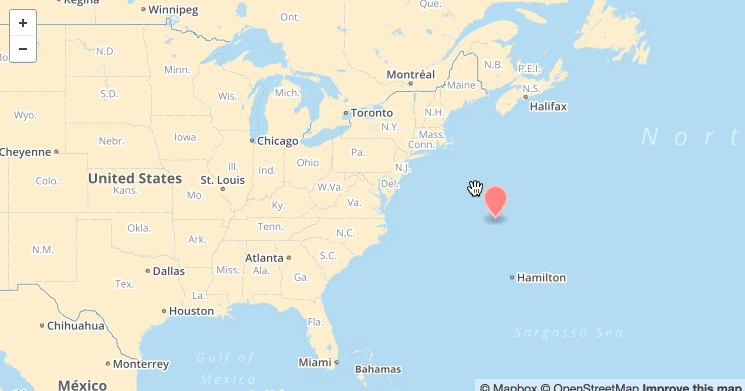 Regina
Winnipeg
Ont.
Que.
+
−
N.D.
Minn.
Montréal
N.B.
P.E.I.
Maine
N.S.
Halifax
S.D.
Wis.
Mich.
Toronto
N.H.
Wyo.
N.Y.
Mass.
Nort
Iowa
Chicago
Conn.
Cheyenne
Nebr.
Pa.
N.J.
Ill.
Ind.
Ohio
Colo.
United States
Kans.
St. Louis
Mo.
W.Va.
Del.
Ky.
Va.
Okla.
Tenn.
N.C.
N.M.
Ark.
Atlanta
S.C.
Dallas
Miss.
Ala.
Ga.
Hamilton
Tex.
La.
Houston
Chihuahua
Fla.
Sargasso Sea
Monterrey
Gulf of
Mexico
Miami
Bahamas
México
© Mapbox © OpenStreetMap Improve this map